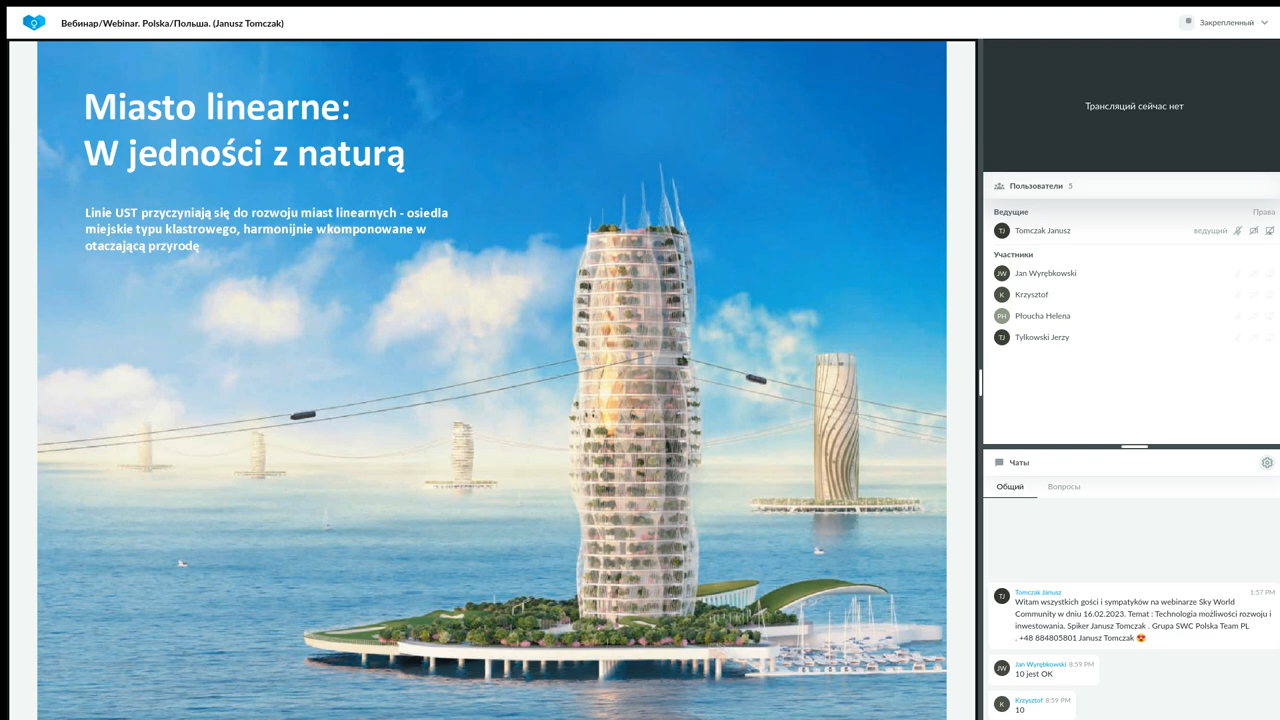 Вебинар/Webinar. Polska/Польша. (Janusz Tomczak)
Закрепленный
Miasto linearne:
W jedności z naturą
Linie UST przyczyniają się do rozwoju miast linearnych - osiedla
miejskie typu klastrowego, harmonijnie wkomponowane w
otaczającą przyrodę
Трансляций сейчас нет
Пользователи 5
Ведущие Права
TJ Tomczak Janusz ведущий
Участники
JW Jan Wyrębkowski
K Krzysztof
PH Płoucha Helena
TJ Tylkowski Jerzy
Чаты
Общий Вопросы
TJ Tomczak Janusz 1:57 PM
Witam wszystkich gości i sympatyków na webinarze Sky World
Community w dniu 16.02.2023. Temat : Technologia możliwości rozwoju i
inwestowania. Spiker Janusz Tomczak . Grupa SWC Polska Team PL
. +48 884805801 Janusz Tomczak 😍
JW Jan Wyrębkowski 8:59 PM
10 jest OK
K Krzysztof 8:59 PM
10